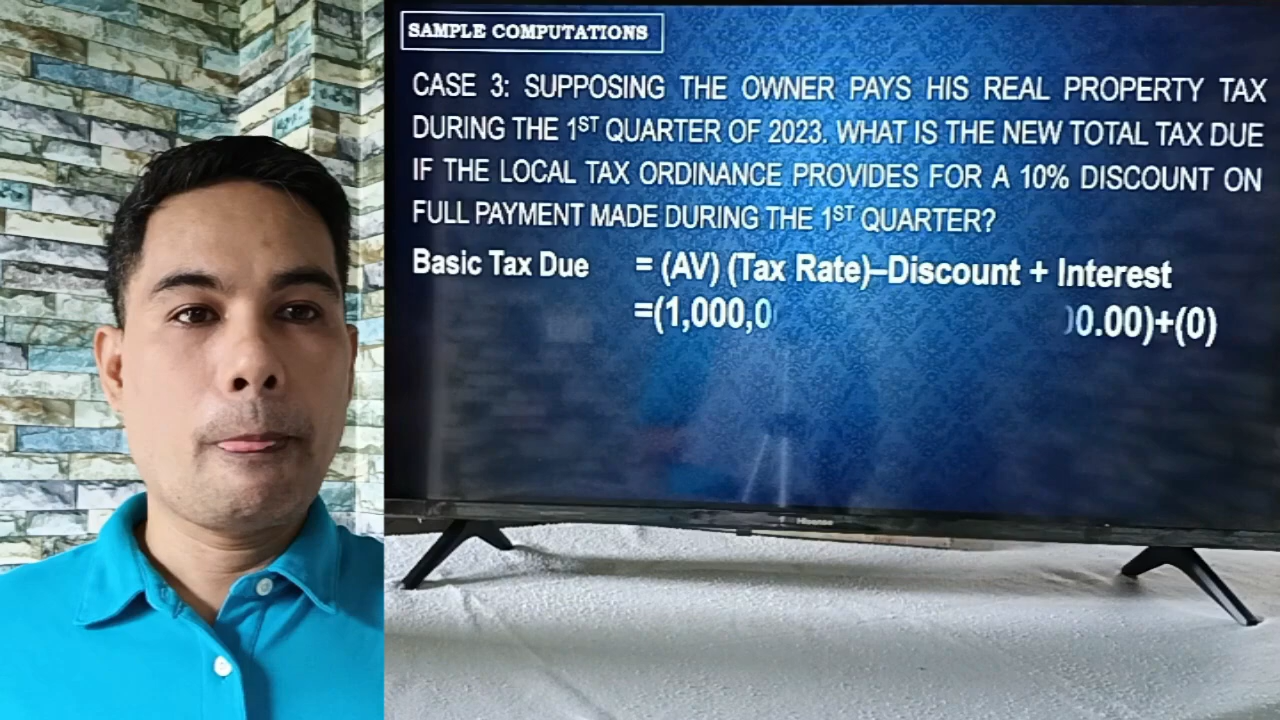 SAMPLE COMPUTATIONS
CASE 3: SUPPOSING THE OWNER PAYS HIS REAL PROPERTY TAX
DURING THE 1ST QUARTER OF 2023. WHAT IS THE NEW TOTAL TAX DUE
IF THE LOCAL TAX ORDINANCE PROVIDES FOR A 10% DISCOUNT ON
FULL PAYMENT MADE DURING THE 1ST QUARTER?
Basic Tax Due = (AV) (Tax Rate)–Discount + Interest
=(1,000,0 0.00)+(0)
Hisense